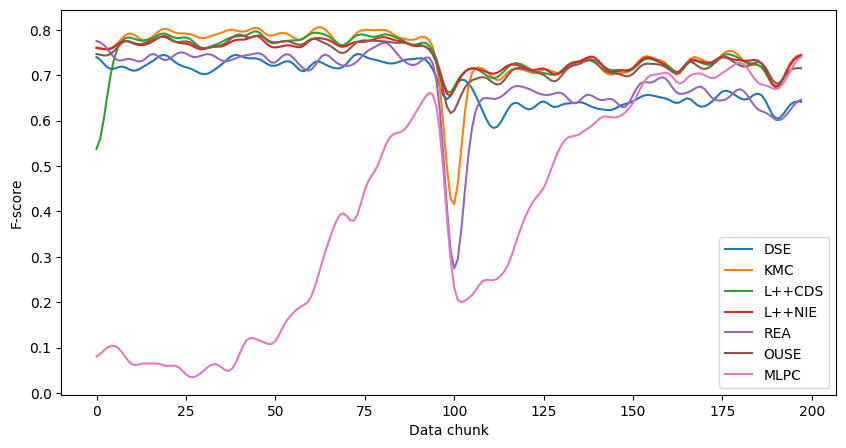 F-score
0.8
0.7
0.6
0.5
0.4
0.3
0.2
0.1
0.0
0 25 50 75 100 125 150 175 200
Data chunk
DSE
KMC
L++CDS
L++NIE
REA
OUSE
MLPC